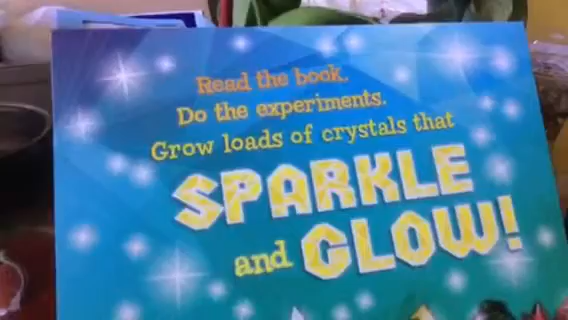 Read the book.
Do the experiments.
Grow loads of crystals that
SPARKLE
and GLOW!